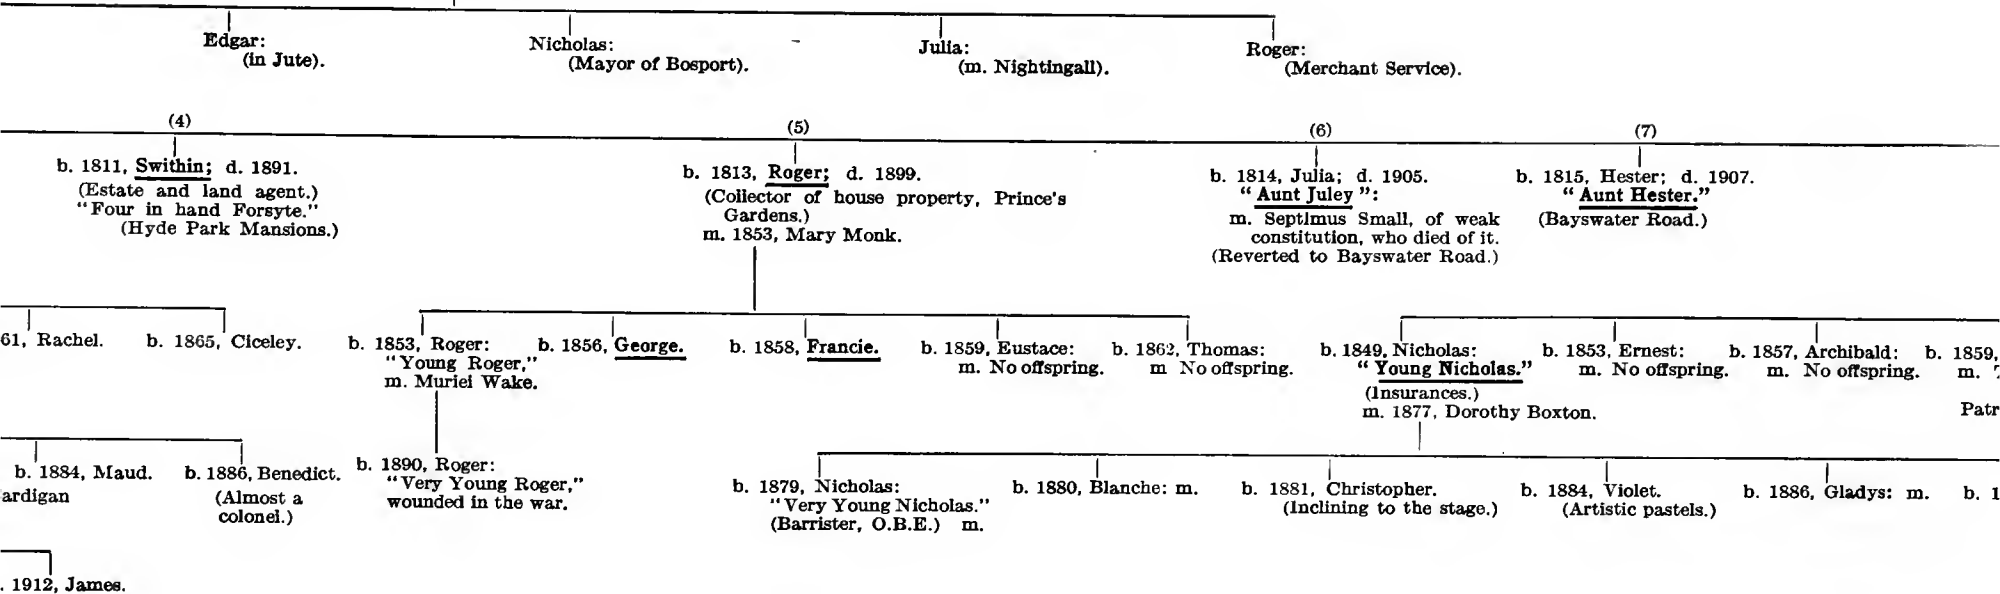 Edgar:
(in Jute).
Nicholas:
(Mayor of Bosport).
Julia:
(m. Nightingall).
Roger:
(Merchant Service).
(4)
b. 1811, Swithin; d. 1891.
(Estate and land agent.)
"Four in hand Forsyte."
(Hyde Park Mansions.)
(5)
b. 1813, Roger; d. 1899.
(Collector of house property, Prince's
Gardens.)
m. 1853, Mary Monk.
(6)
b. 1814, Julia; d. 1905.
"Aunt Juley":
m. Septimus Small, of weak
constitution, who died of it.
(Reverted to Bayswater Road.)
(7)
b. 1815, Hester; d. 1907.
"Aunt Hester."
(Bayswater Road.)
61, Rachel.
b. 1865, Ciceley.
b. 1853, Roger:
"Young Roger,"
m. Muriel Wake.
b. 1856, George.
b. 1858, Francie.
b. 1859, Eustace:
m. No offspring.
b. 1862, Thomas:
m No offspring.
b. 1849, Nicholas:
"Young Nicholas."
(Insurances.)
m. 1877, Dorothy Boxton.
b. 1853, Ernest:
m. No offspring.
b. 1857, Archibald:
m. No offspring.
b. 1859,
m.
Patr
b. 1884, Maud.
ardigan
b. 1886, Benedict.
(Almost a
colonel.)
b. 1890, Roger:
"Very Young Roger,"
wounded in the war.
b. 1879, Nicholas:
"Very Young Nicholas."
(Barrister, O.B.E.) m.
b. 1880, Blanche: m.
b. 1881, Christopher.
(Inclining to the stage.)
b. 1884, Violet.
(Artistic pastels.)
b. 1886, Gladys: m.
b. 1
. 1912, James.